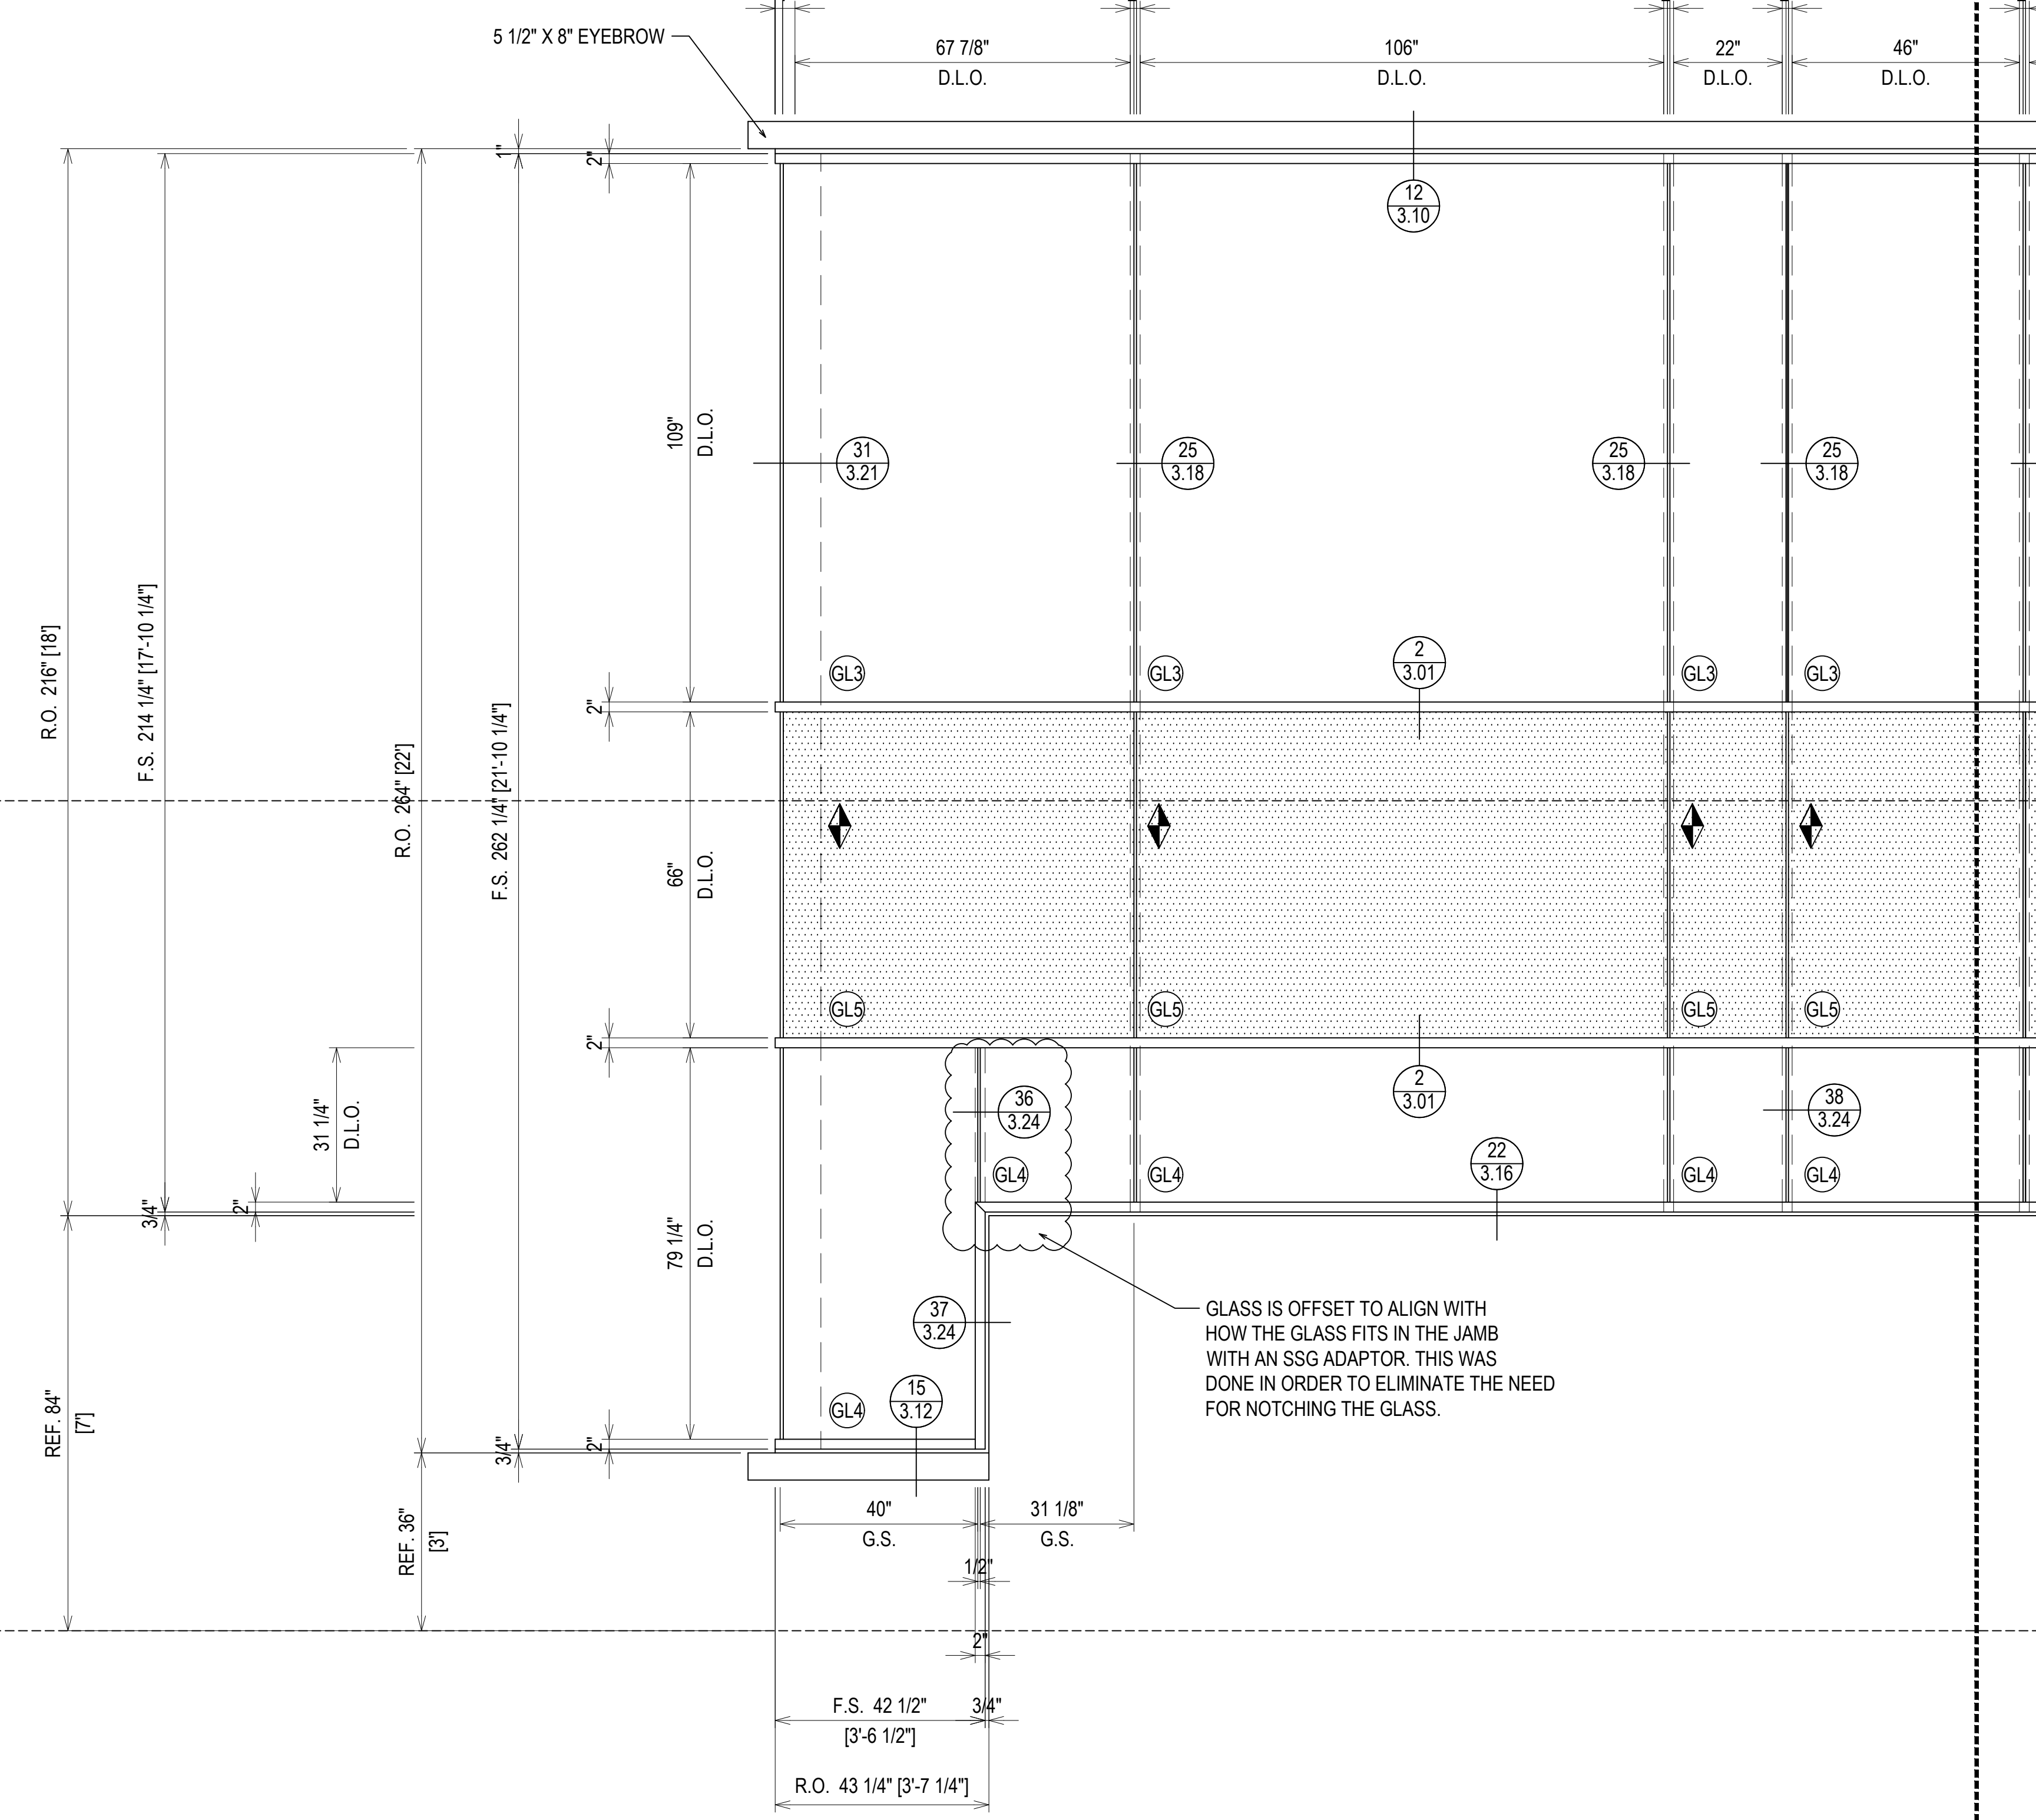 5 1/2" X 8" EYEBROW
67 7/8"
D.L.O.
106"
D.L.O.
22"
D.L.O.
46"
D.L.O.
1"
2"
12
3.10
R.O. 216" [18']
F.S. 214 1/4" [17'-10 1/4"]
R.O. 264" [22']
F.S. 262 1/4" [21'-10 1/4"]
109"
D.L.O.
31
3.21
25
3.18
25
3.18
25
3.18
2
3.01
GL3
GL3
GL3
GL3
2"
66"
D.L.O.
GL5
GL5
GL5
GL5
2"
31 1/4"
D.L.O.
36
3.24
2
3.01
38
3.24
22
3.16
GL4
GL4
GL4
GL4
3/4"
2"
79 1/4"
D.L.O.
37
3.24
GLASS IS OFFSET TO ALIGN WITH
HOW THE GLASS FITS IN THE JAMB
WITH AN SSG ADAPTOR. THIS WAS
DONE IN ORDER TO ELIMINATE THE NEED
FOR NOTCHING THE GLASS.
15
3.12
GL4
REF. 84"
[7']
3/4"
2"
REF. 36"
[3']
40"
G.S.
31 1/8"
G.S.
1/2"
2"
F.S. 42 1/2"
[3'-6 1/2"]
3/4"
R.O. 43 1/4" [3'-7 1/4"]